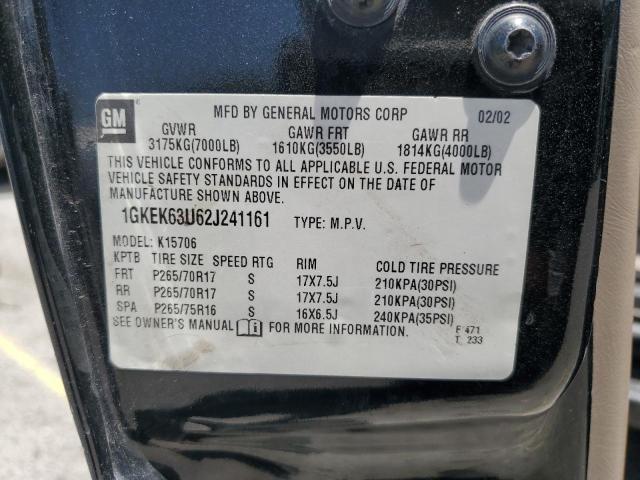 GM
MFD BY GENERAL MOTORS CORP 02/02
GVWR GAWR FRT GAWR RR
3175KG(7000LB) 1610KG(3550LB) 1814KG(4000LB)
THIS VEHICLE CONFORMS TO ALL APPLICABLE U.S. FEDERAL MOTOR
VEHICLE SAFETY STANDARDS IN EFFECT ON THE DATE OF
MANUFACTURE SHOWN ABOVE.
1GKEK63U62J241161 TYPE: M.P.V.
MODEL: K15706
KPTB TIRE SIZE SPEED RTG RIM COLD TIRE PRESSURE
FRT P265/70R17 S 17X7.5J 210KPA(30PSI)
RR P265/70R17 S 17X7.5J 210KPA(30PSI)
SPA P265/75R16 S 16X6.5J 240KPA(35PSI)
SEE OWNER'S MANUAL FOR MORE INFORMATION.
F 471
T 233